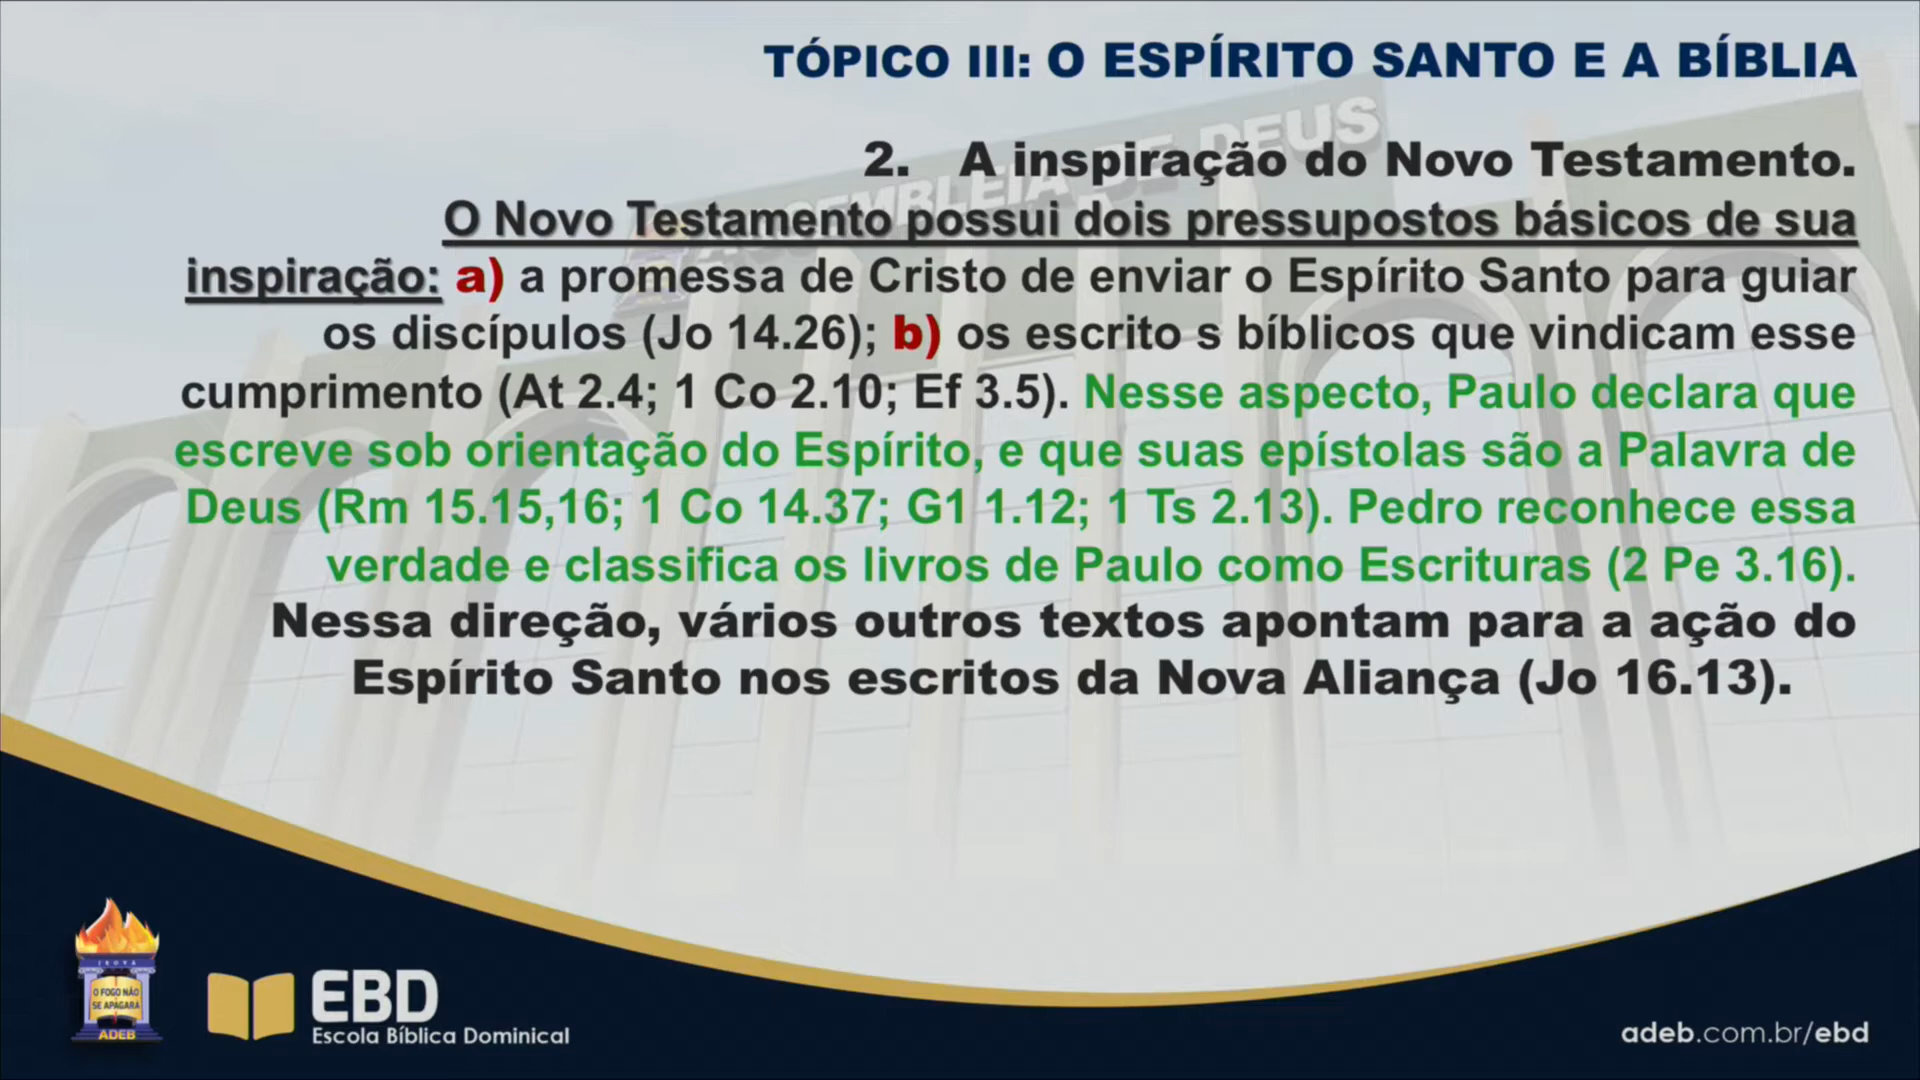 TÓPICO III: O ESPÍRITO SANTO E A BÍBLIA
ASSEMBLEIA DE DEUS
2. A inspiração do Novo Testamento.
O Novo Testamento possui dois pressupostos básicos de sua
inspiração: a) a promessa de Cristo de enviar o Espírito Santo para guiar
os discípulos (Jo 14.26); b) os escrito s bíblicos que vindicam esse
cumprimento (At 2.4; 1 Co 2.10; Ef 3.5). Nesse aspecto, Paulo declara que
escreve sob orientação do Espírito, e que suas epístolas são a Palavra de
Deus (Rm 15.15,16; 1 Co 14.37; G1 1.12; 1 Ts 2.13). Pedro reconhece essa
verdade e classifica os livros de Paulo como Escrituras (2 Pe 3.16).
Nessa direção, vários outros textos apontam para a ação do
Espírito Santo nos escritos da Nova Aliança (Jo 16.13).
JEOVÁ
O FOGO NÃO
SE APAGARÁ
ADEB
EBD
Escola Bíblica Dominical
adeb.com.br/ebd